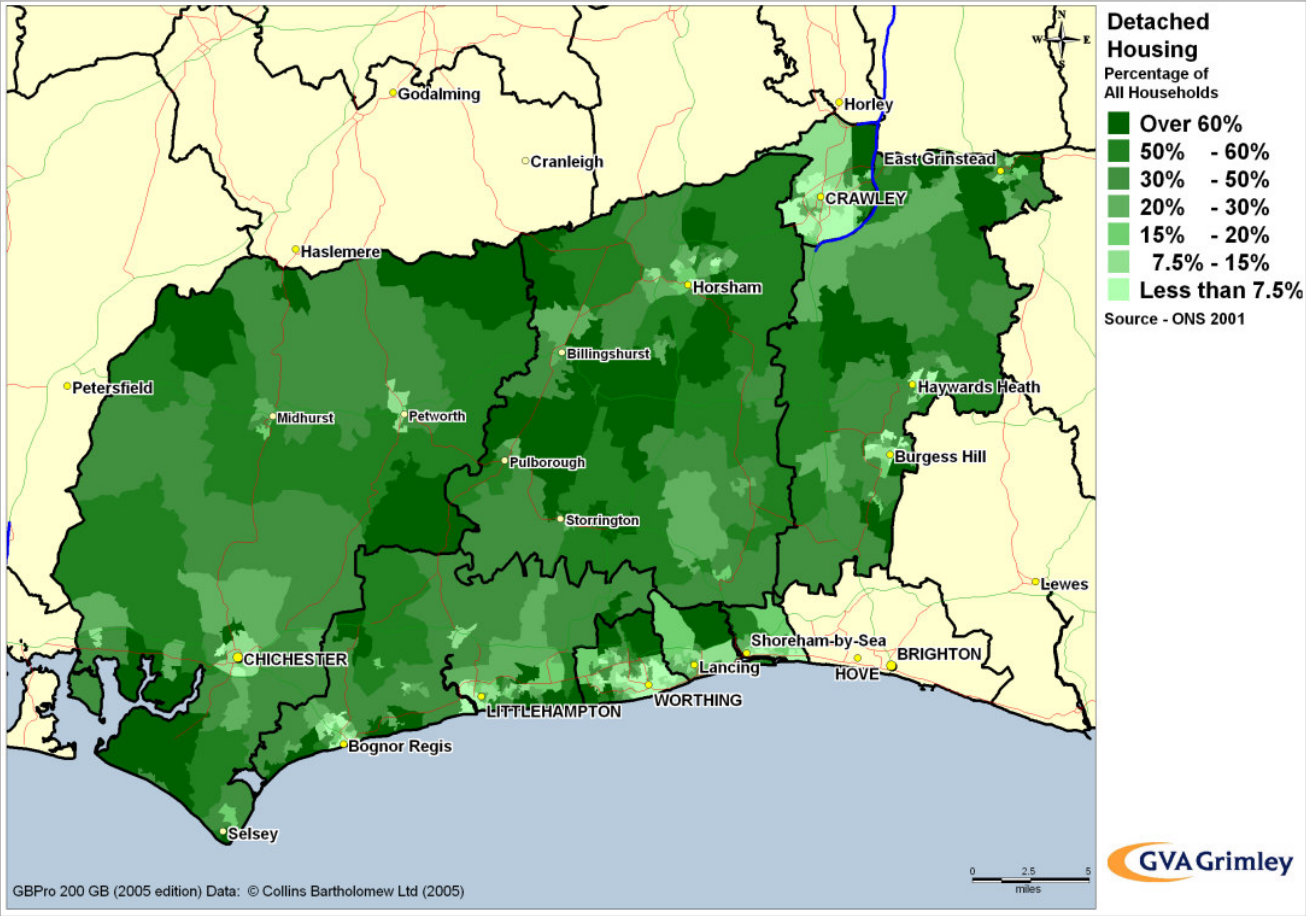 Detached
Housing
Percentage of
All Households
Over 60%
50% - 60%
30% - 50%
20% - 30%
15% - 20%
7.5% - 15%
Less than 7.5%
Source - ONS 2001
N
W E
S
Godalming
Horley
Cranleigh
East Grinstead
CRAWLEY
Haslemere
Horsham
Billingshurst
Petersfield
Haywards Heath
Midhurst
Petworth
Burgess Hill
Pulborough
Storrington
Lewes
Shoreham-by-Sea
BRIGHTON
CHICHESTER
Lancing
HOVE
WORTHING
LITTLEHAMPTON
Bognor Regis
Selsey
GVA Grimley
0 2.5 5
miles
GBPro 200 GB (2005 edition) Data: © Collins Bartholomew Ltd (2005)